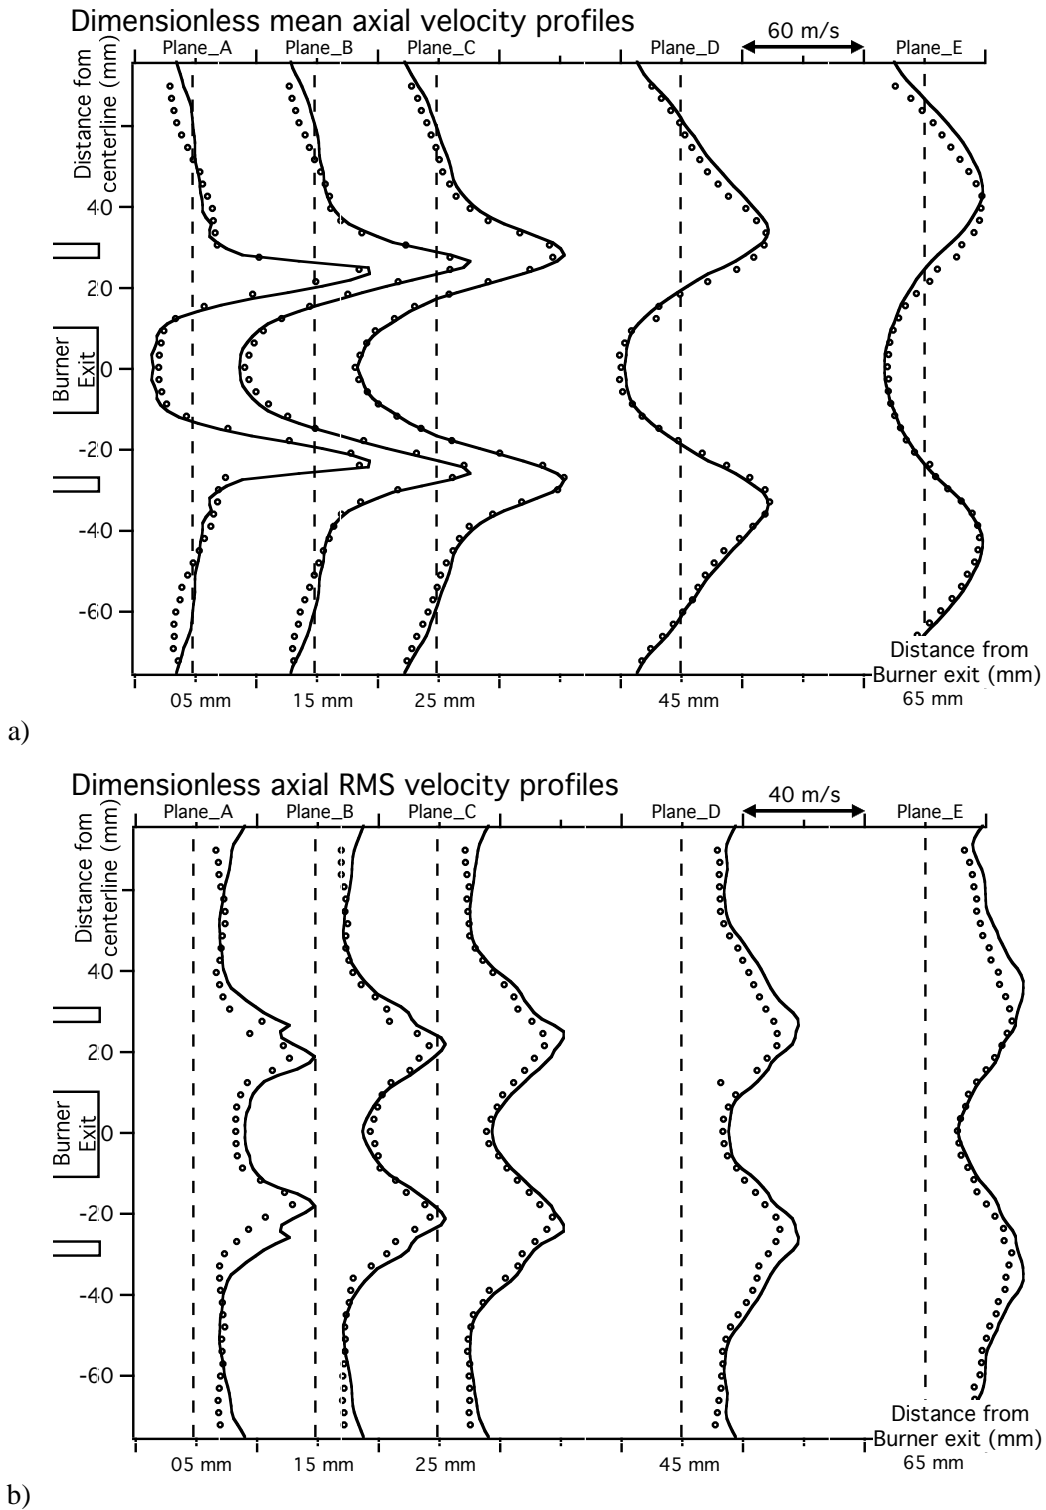 Dimensionless mean axial velocity profiles
60 m/s
Plane_A Plane_B Plane_C Plane_D Plane_E
Distance fom
centerline (mm)
40
20
0
-20
-40
-60
Burner
Exit
Distance from
Burner exit (mm)
05 mm 15 mm 25 mm 45 mm 65 mm
a)
Dimensionless axial RMS velocity profiles
40 m/s
Plane_A Plane_B Plane_C Plane_D Plane_E
Distance fom
centerline (mm)
40
20
0
-20
-40
-60
Burner
Exit
Distance from
Burner exit (mm)
05 mm 15 mm 25 mm 45 mm 65 mm
b)